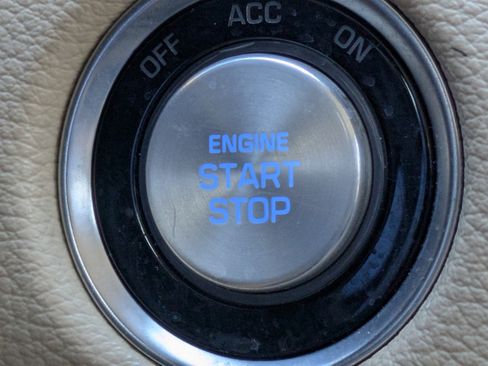 OFF ACC ON
ENGINE
START
STOP